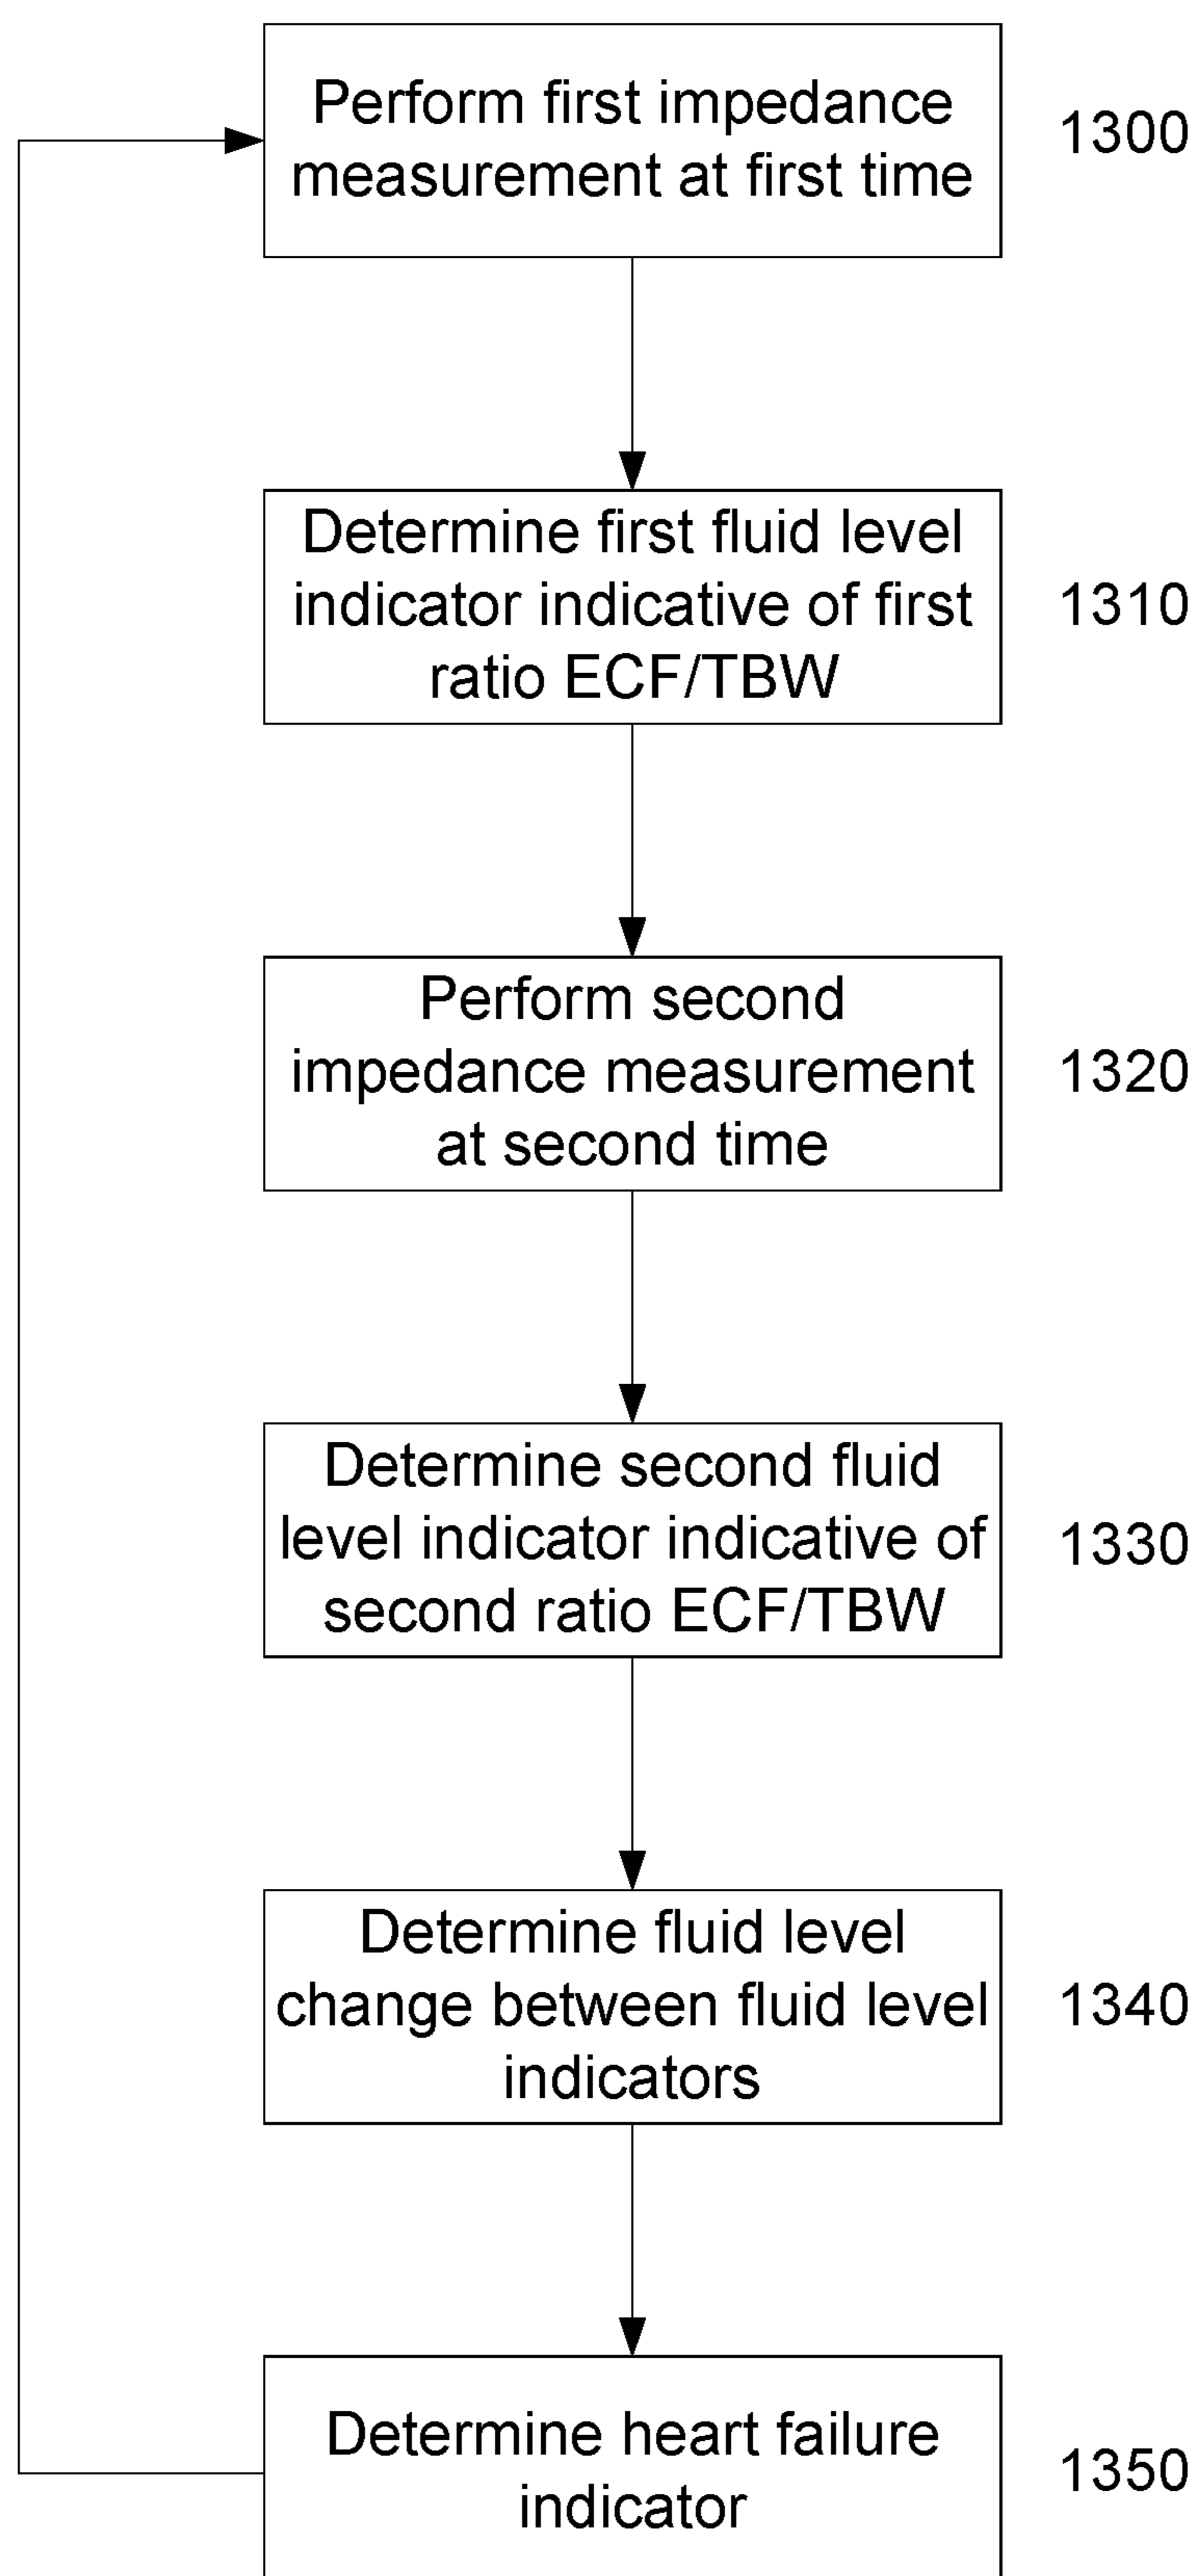 Perform first impedance
measurement at first time
1300
Determine first fluid level
indicator indicative of first
ratio ECF/TBW
1310
Perform second
impedance measurement
at second time
1320
Determine second fluid
level indicator indicative of
second ratio ECF/TBW
1330
Determine fluid level
change between fluid level
indicators
1340
Determine heart failure
indicator
1350